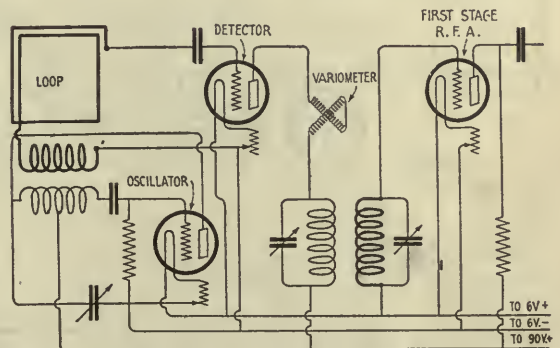 DETECTOR
FIRST STAGE
R.F.A.
LOOP
VARIOMETER
OSCILLATOR
TO 6V+
TO 6V.-
TO 90V.+